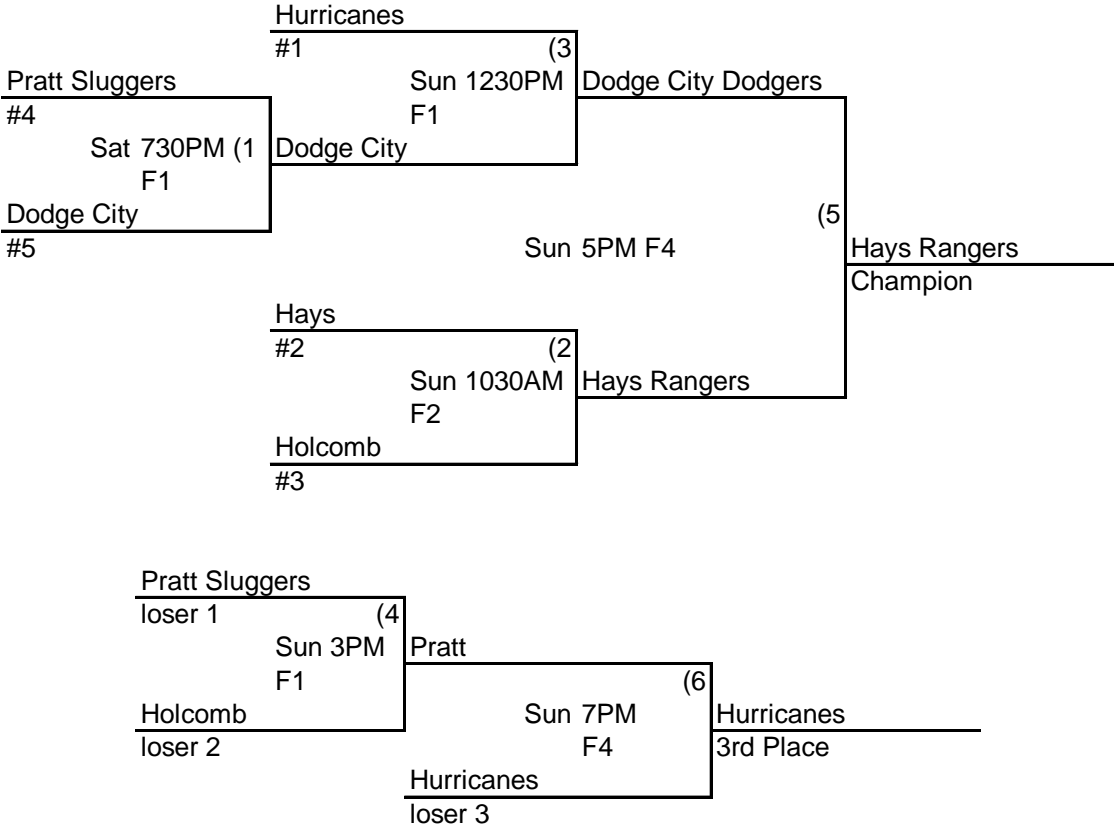 Hurricanes
#1 (3
Pratt Sluggers Sun 1230PM Dodge City Dodgers
#4 F1
Sat 730PM (1 Dodge City
F1
Dodge City (5
#5 Sun 5PM F4 Hays Rangers
Champion
Hays
#2 (2
Sun 1030AM Hays Rangers
F2
Holcomb
#3
Pratt Sluggers
loser 1 (4
Sun 3PM Pratt
F1 (6
Holcomb Sun 7PM Hurricanes
loser 2 F4 3rd Place
Hurricanes
loser 3